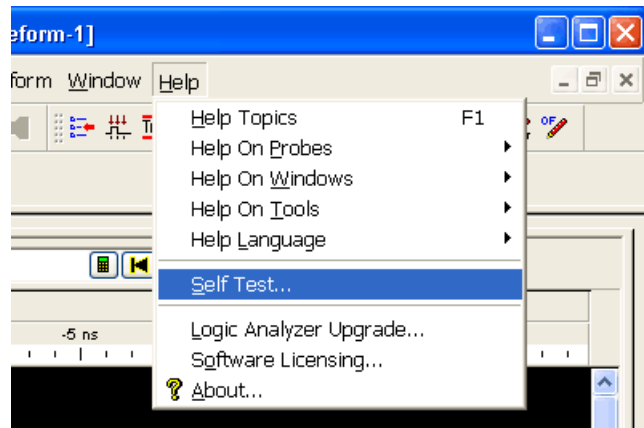 eform-1]
form Window Help
Help Topics F1
Help On Probes
Help On Windows
Help On Tools
Help Language
Self Test...
-5 ns
Logic Analyzer Upgrade...
Software Licensing...
About...